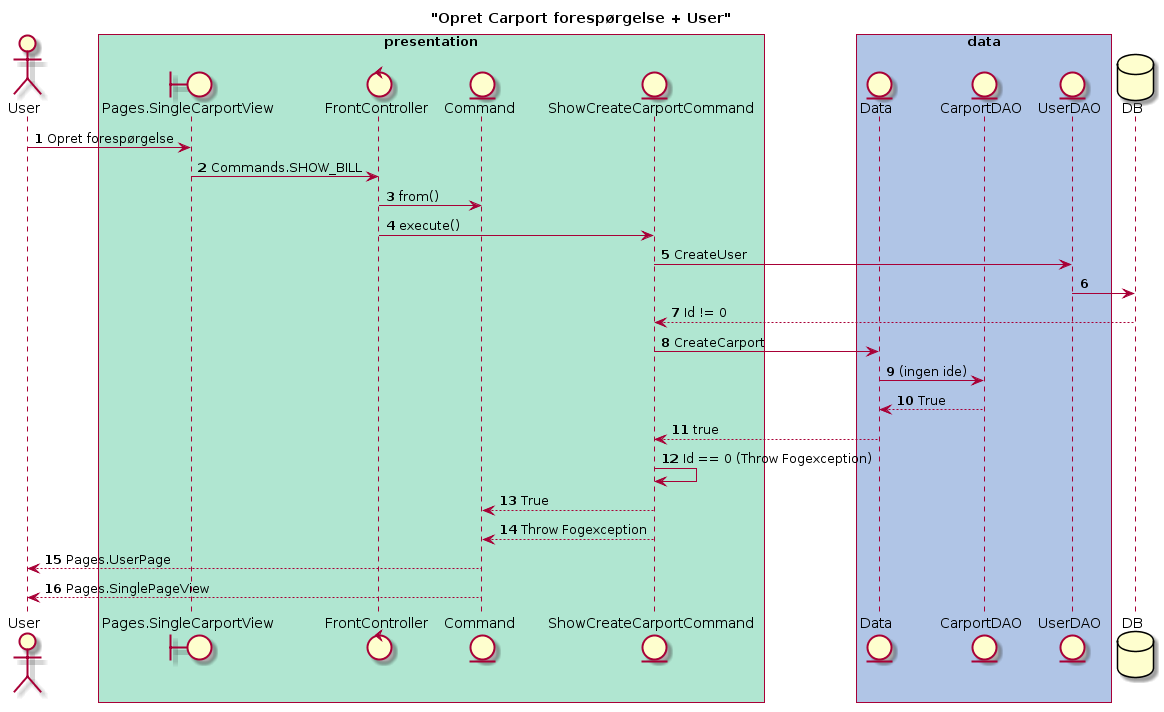 "Opret Carport forespørgelse + User"
presentation
data
User
Pages.SingleCarportView
FrontController
Command
ShowCreateCarportCommand
Data
CarportDAO
UserDAO
DB
1 Opret forespørgelse
2 Commands.SHOW_BILL
3 from()
4 execute()
5 CreateUser
6
7 Id != 0
8 CreateCarport
9 (ingen ide)
10 True
11 true
12 Id == 0 (Throw Fogexception)
13 True
14 Throw Fogexception
15 Pages.UserPage
16 Pages.SinglePageView
User
Pages.SingleCarportView
FrontController
Command
ShowCreateCarportCommand
Data
CarportDAO
UserDAO
DB